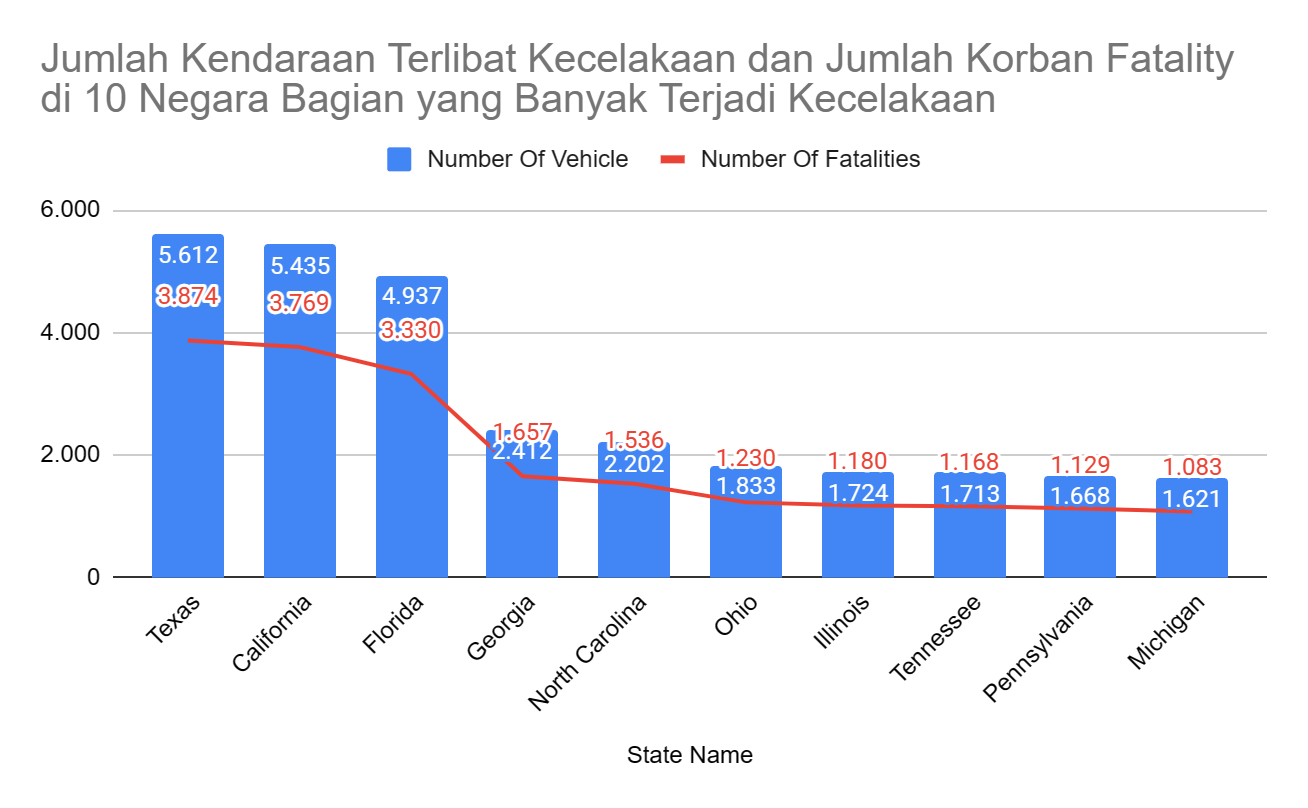 Jumlah Kendaraan Terlibat Kecelakaan dan Jumlah Korban Fatality
di 10 Negara Bagian yang Banyak Terjadi Kecelakaan
Number Of Vehicle
Number Of Fatalities
6.000
4.000
2.000
0
5.612
5.435
4.937
2.412
2.202
1.833
1.724
1.713
1.668
1.621
3.874
3.769
3.330
1.657
1.536
1.230
1.180
1.168
1.129
1.083
Texas
California
Florida
Georgia
North Carolina
Ohio
Illinois
Tennessee
Pennsylvania
Michigan
State Name